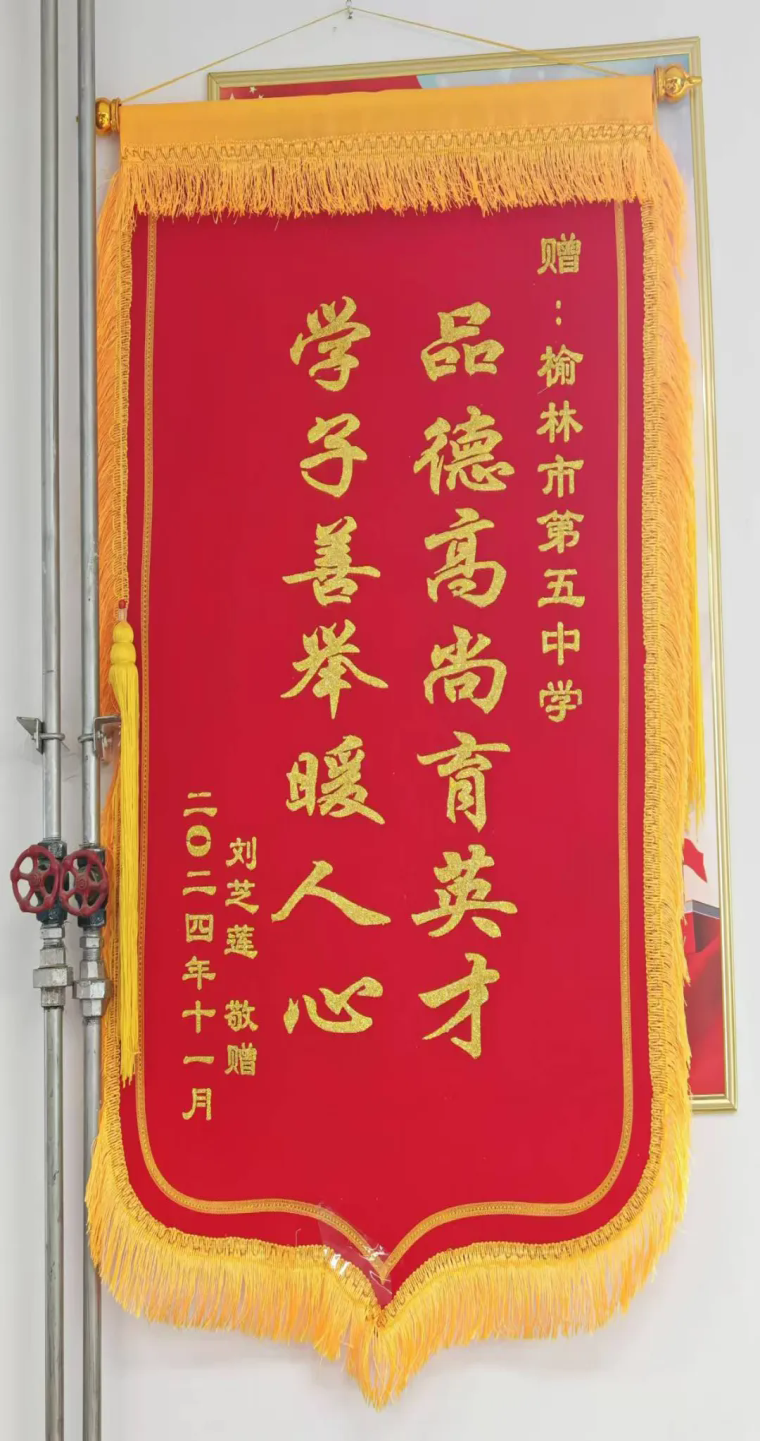 赠：榆林市第五中学
品德高尚育英才
学子善举暖人心
刘芝莲 敬赠
二〇二四年十一月